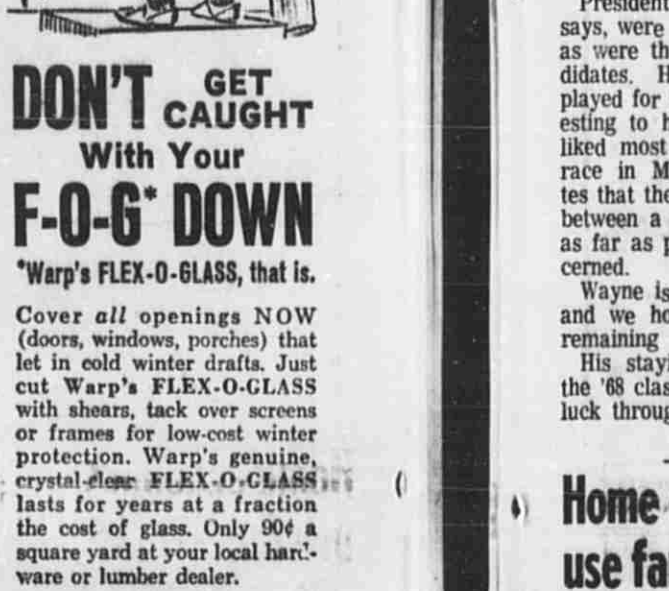 DON'T GET CAUGHT
With Your
F-O-G* DOWN
*Warp's FLEX-O-GLASS, that is.
Cover all openings NOW
(doors, windows, porches) that
let in cold winter drafts. Just
cut Warp's FLEX-O-GLASS
with shears, tack over screens
or frames for low-cost winter
protection. Warp's genuine,
crystal-clear FLEX-O-GLASS
lasts for years at a fraction
the cost of glass. Only 90¢ a
square yard at your local hard-
ware or lumber dealer.
President
says, were
as were th
didates. H
played for
esting to h
liked most
race in M
tes that the
between a
as far as p
cerned.
Wayne is
and we ho
remaining
His stayi
the '68 clas
luck throug
Home
use fa